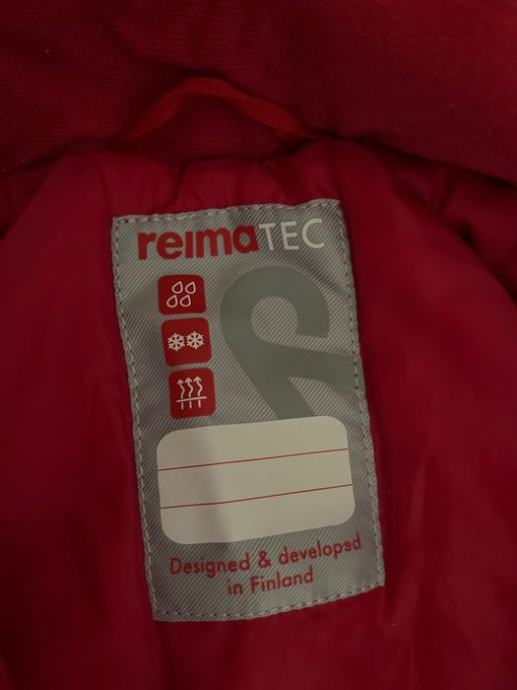 reimaTEC
Designed & developed
in Finland